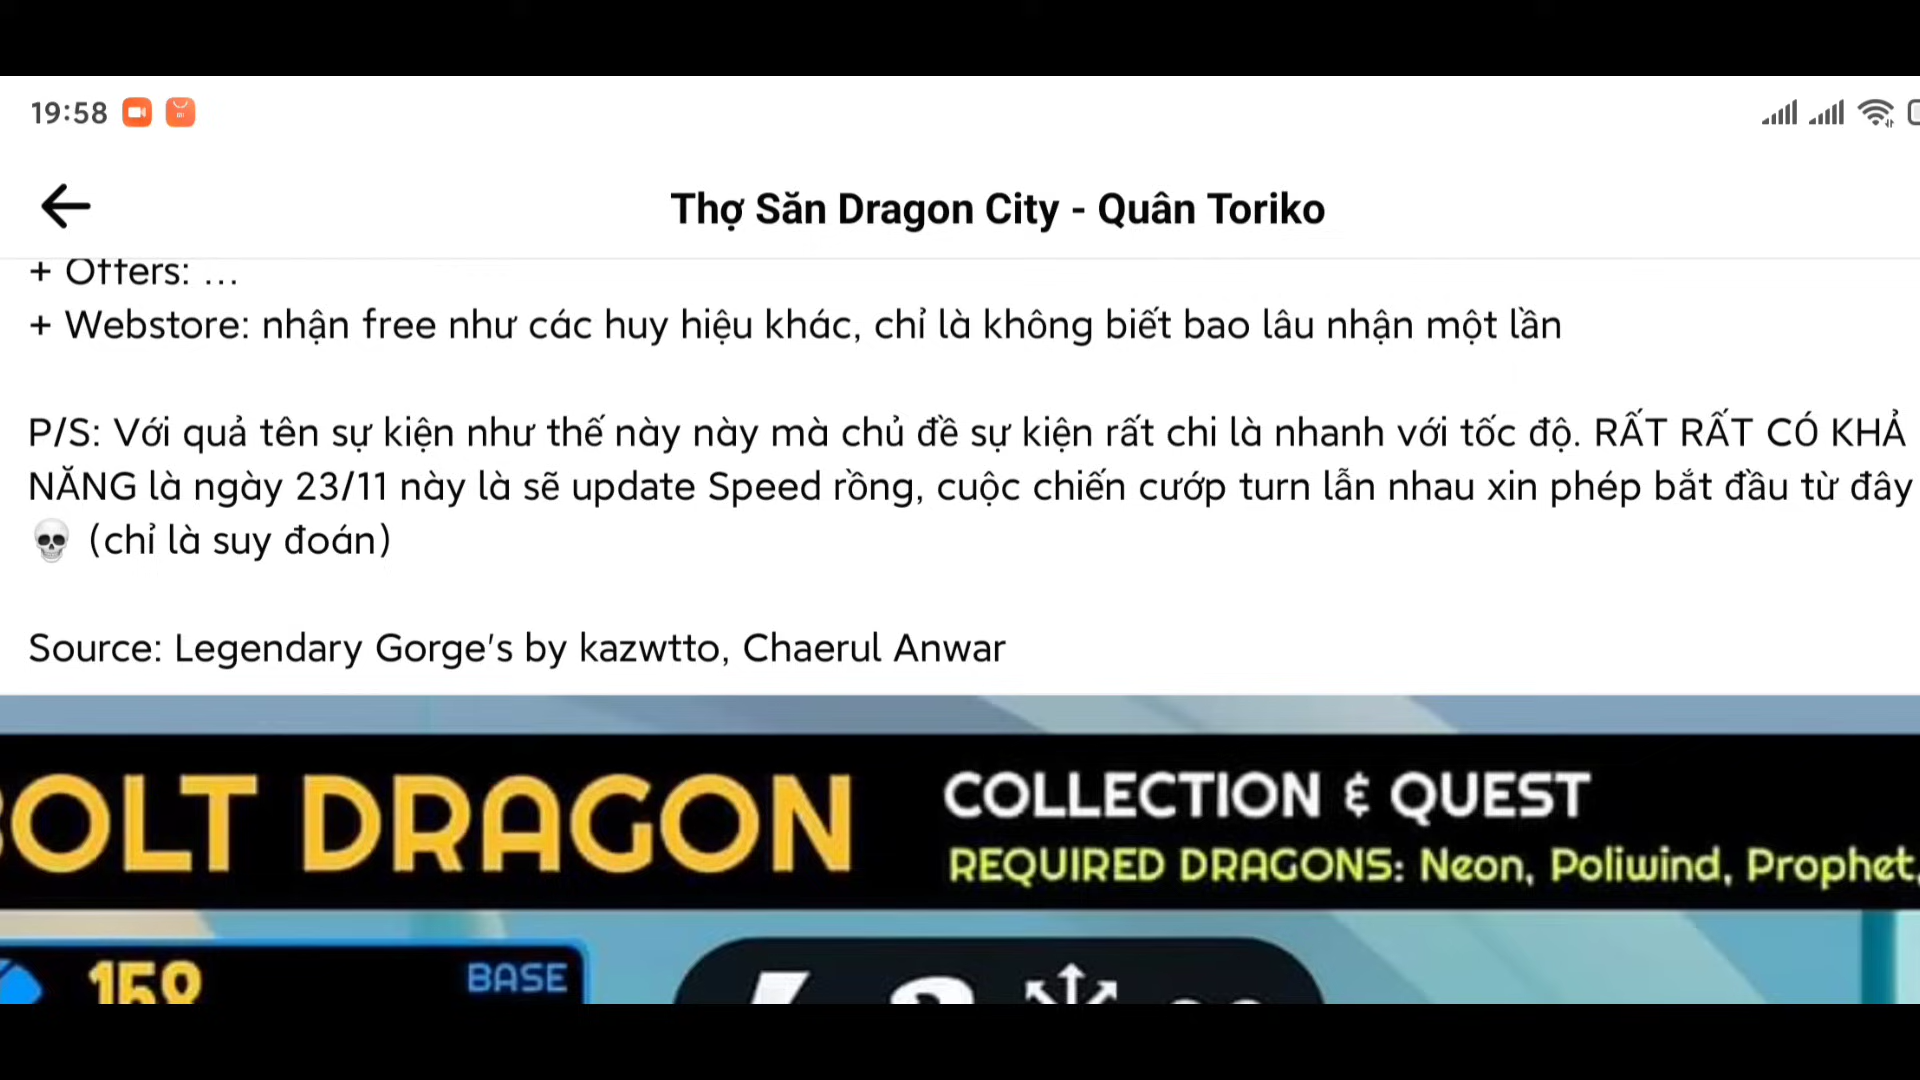 19:58
Thợ Săn Dragon City - Quân Toriko
+ Offers: ...
+ Webstore: nhận free như các huy hiệu khác, chỉ là không biết bao lâu nhận một lần
P/S: Với quả tên sự kiện như thế này này mà chủ đề sự kiện rất chi là nhanh với tốc độ. RẤT RẤT CÓ KHẢ
NĂNG là ngày 23/11 này là sẽ update Speed rồng, cuộc chiến cướp turn lẫn nhau xin phép bắt đầu từ đây
💀 (chỉ là suy đoán)
Source: Legendary Gorge's by kazwtto, Chaerul Anwar
BOLT DRAGON
COLLECTION & QUEST
REQUIRED DRAGONS: Neon, Poliwind, Prophet,
159
BASE